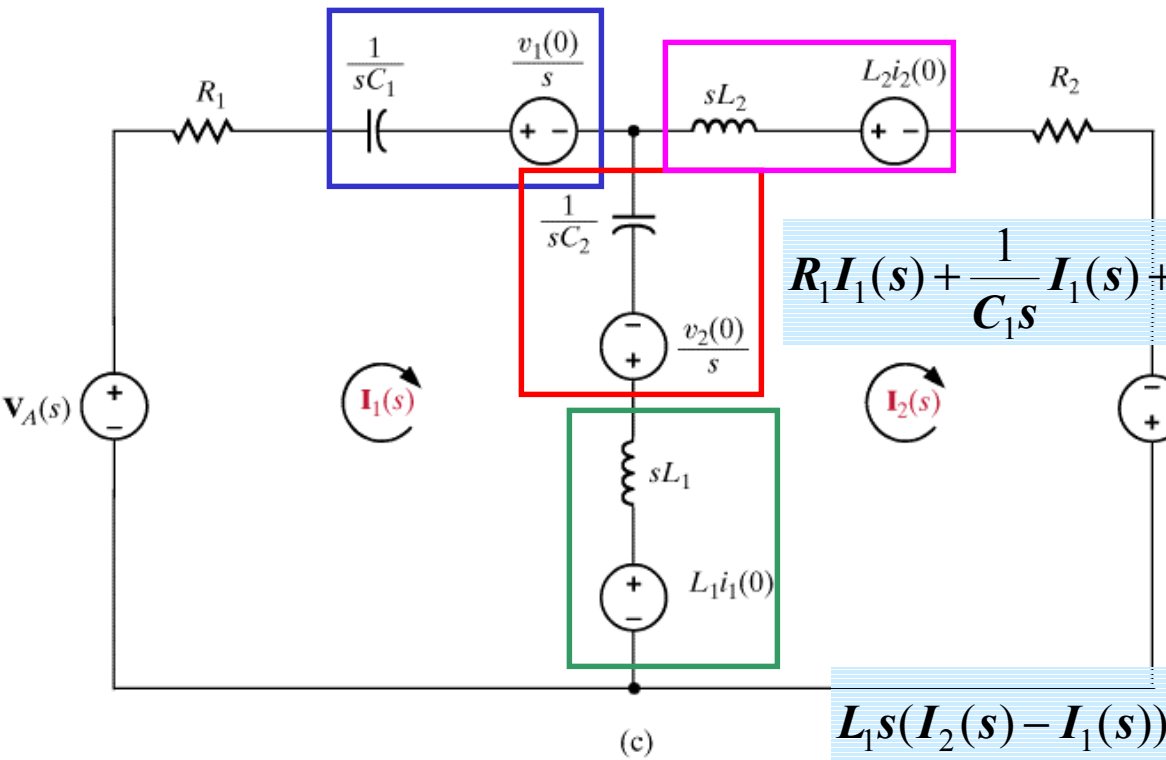 1/sC₁
v₁(0)/s
L₂i₂(0)
R₁
sL₂
R₂
+ −
+ −
1/sC₂
R₁I₁(s) + 1/C₁s I₁(s) +
−
+
v₂(0)/s
V_A(s)
+
−
I₁(s)
I₂(s)
−
+
sL₁
L₁i₁(0)
+
−
L₁s(I₂(s) − I₁(s))
(c)